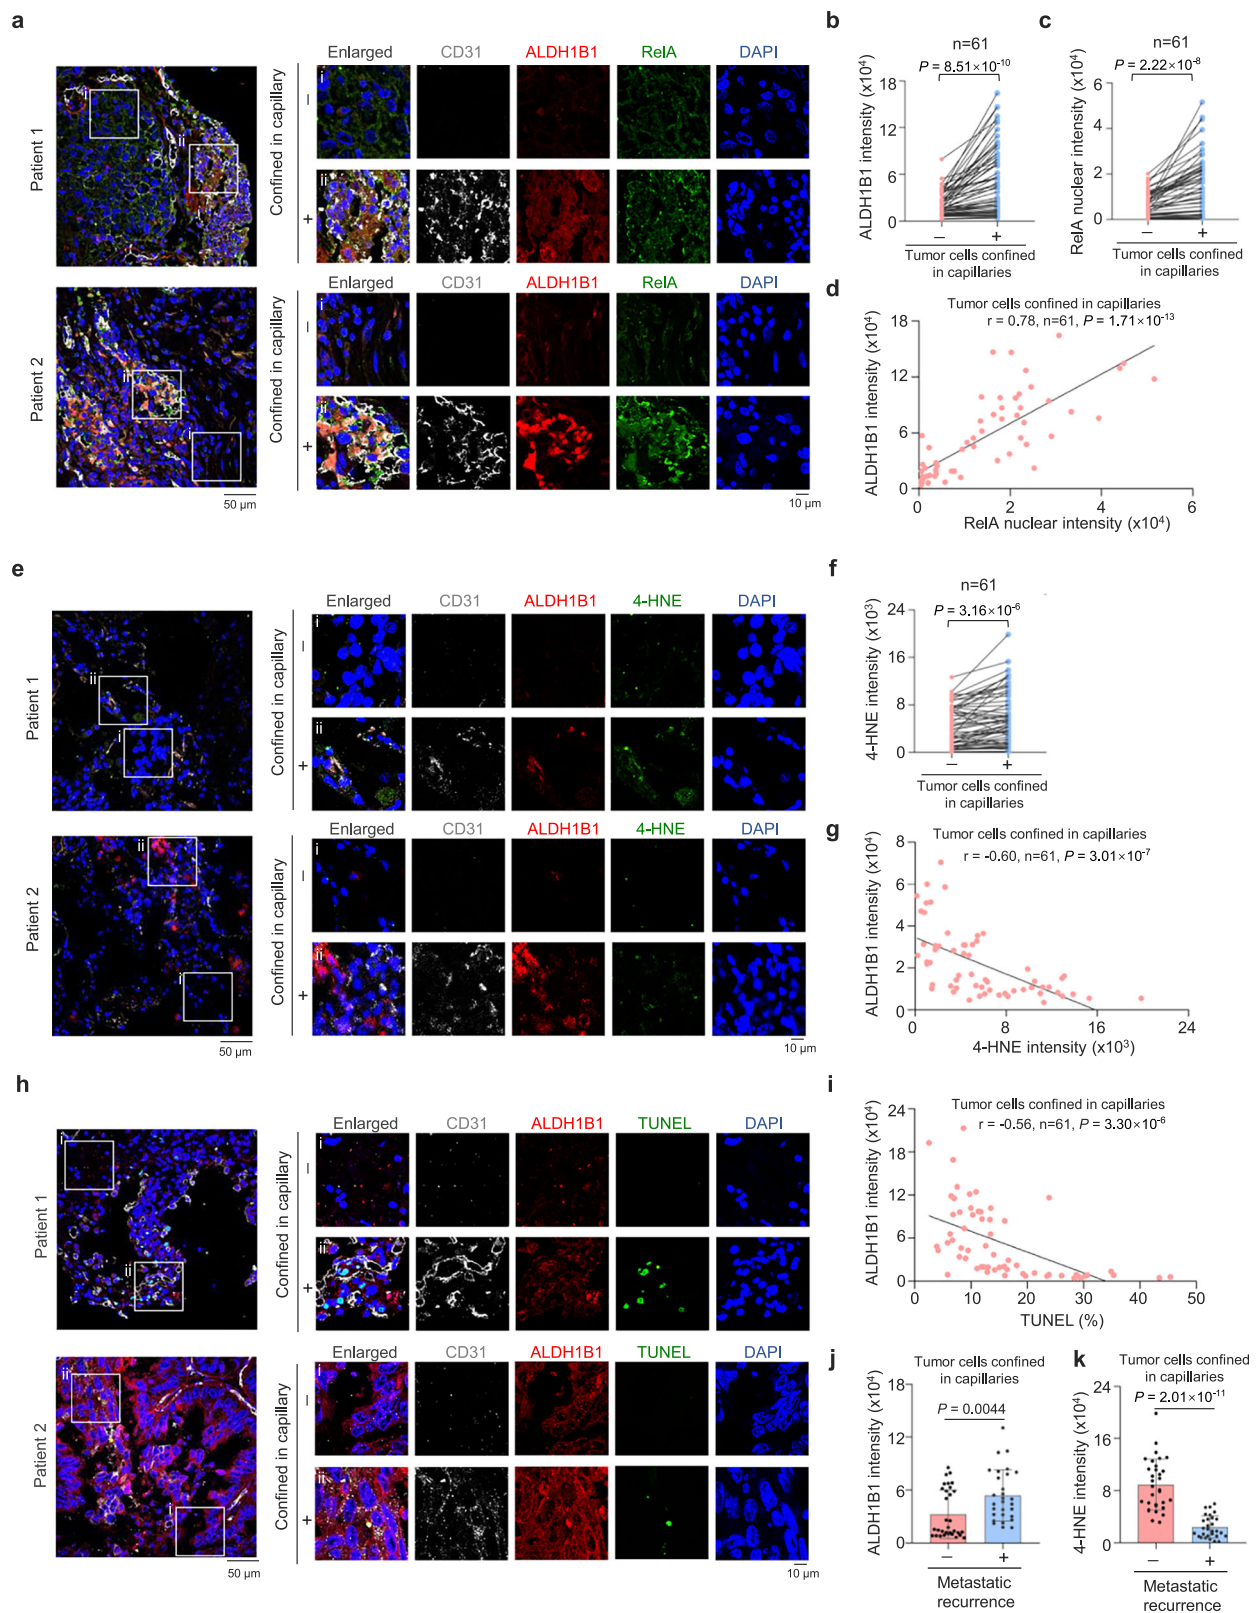 a
Enlarged CD31 ALDH1B1 RelA DAPI
Patient 1
i
ii
Confined in capillary
i
−
ii
+
Patient 2
ii
i
Confined in capillary
Enlarged CD31 ALDH1B1 RelA DAPI
i
−
ii
+
50 µm
10 µm
b
n=61
P = 8.51×10-10
ALDH1B1 intensity (x104)
18
12
6
0
− +
Tumor cells confined
in capillaries
c
n=61
P = 2.22×10-8
RelA nuclear intensity (x104)
6
4
2
0
− +
Tumor cells confined
in capillaries
d
Tumor cells confined in capillaries
r = 0.78, n=61, P = 1.71×10-13
ALDH1B1 intensity (x104)
18
12
6
0
0 2 4 6
RelA nuclear intensity (x104)
e
Enlarged CD31 ALDH1B1 4-HNE DAPI
Patient 1
ii
i
Confined in capillary
i
−
ii
+
Patient 2
ii
i
Confined in capillary
Enlarged CD31 ALDH1B1 4-HNE DAPI
i
−
ii
+
50 µm
10 µm
f
n=61
P = 3.16×10-6
4-HNE intensity (x103)
24
16
8
0
− +
Tumor cells confined
in capillaries
g
Tumor cells confined in capillaries
r = -0.60, n=61, P = 3.01×10-7
ALDH1B1 intensity (x104)
8
6
4
2
0
0 8 16 24
4-HNE intensity (x103)
h
Enlarged CD31 ALDH1B1 TUNEL DAPI
Patient 1
i
ii
Confined in capillary
i
−
ii
+
Patient 2
ii
i
Confined in capillary
Enlarged CD31 ALDH1B1 TUNEL DAPI
i
−
ii
+
50 µm
10 µm
i
Tumor cells confined in capillaries
r = -0.56, n=61, P = 3.30×10-6
ALDH1B1 intensity (x104)
24
18
12
6
0
0 10 20 30 40 50
TUNEL (%)
j
Tumor cells confined
in capillaries
P = 0.0044
ALDH1B1 intensity (x104)
18
12
6
0
− +
Metastatic
recurrence
k
Tumor cells confined
in capillaries
P = 2.01×10-11
4-HNE intensity (x104)
24
16
8
0
− +
Metastatic
recurrence